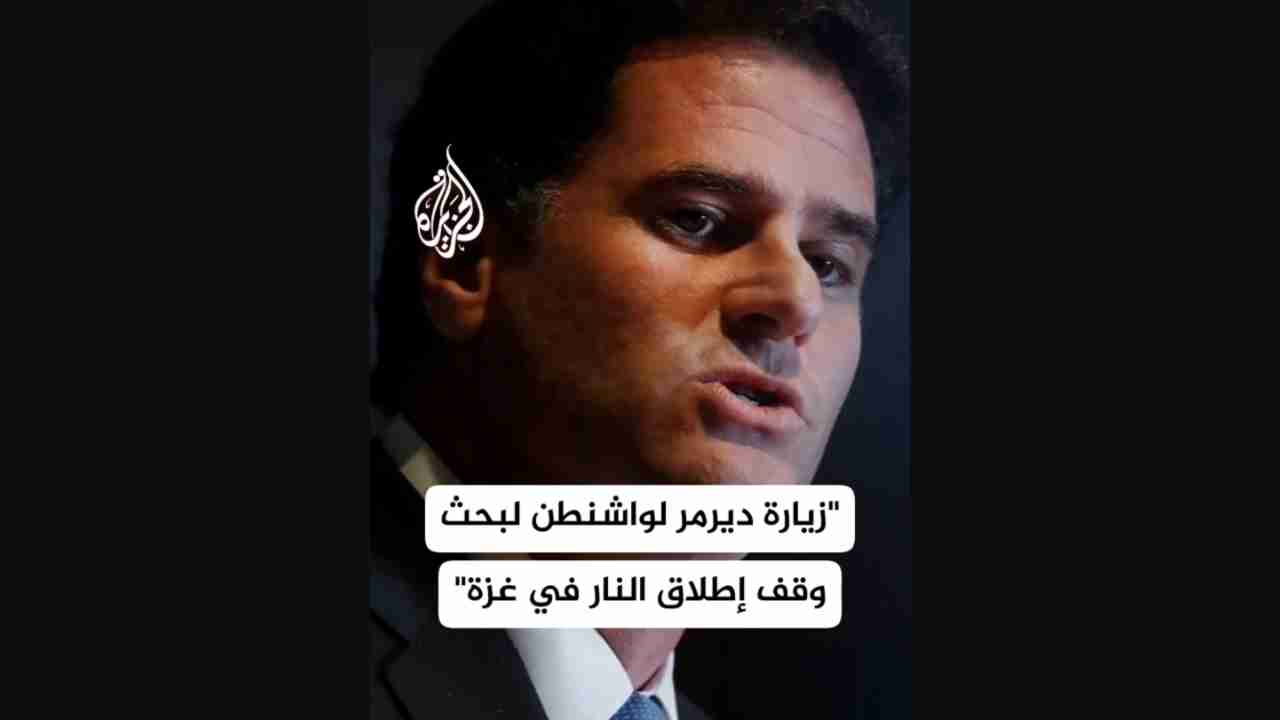 الجزيرة
"زيارة ديرمر لواشنطن لبحث
وقف إطلاق النار في غزة"